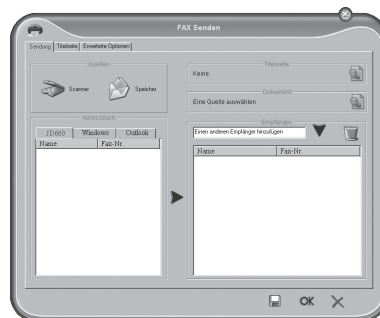 FAX Senden
Sendung Titelseite Erweiterte Optionen
Quellen
Scanner Speicher
Adressbuch
JD660 Windows Outlook
Name Fax-Nr.
Titelseite
Keine
Dokument
Eine Quelle auswählen
Empfänger
Einen anderen Empfänger hinzufügen
Name Fax-Nr.
OK